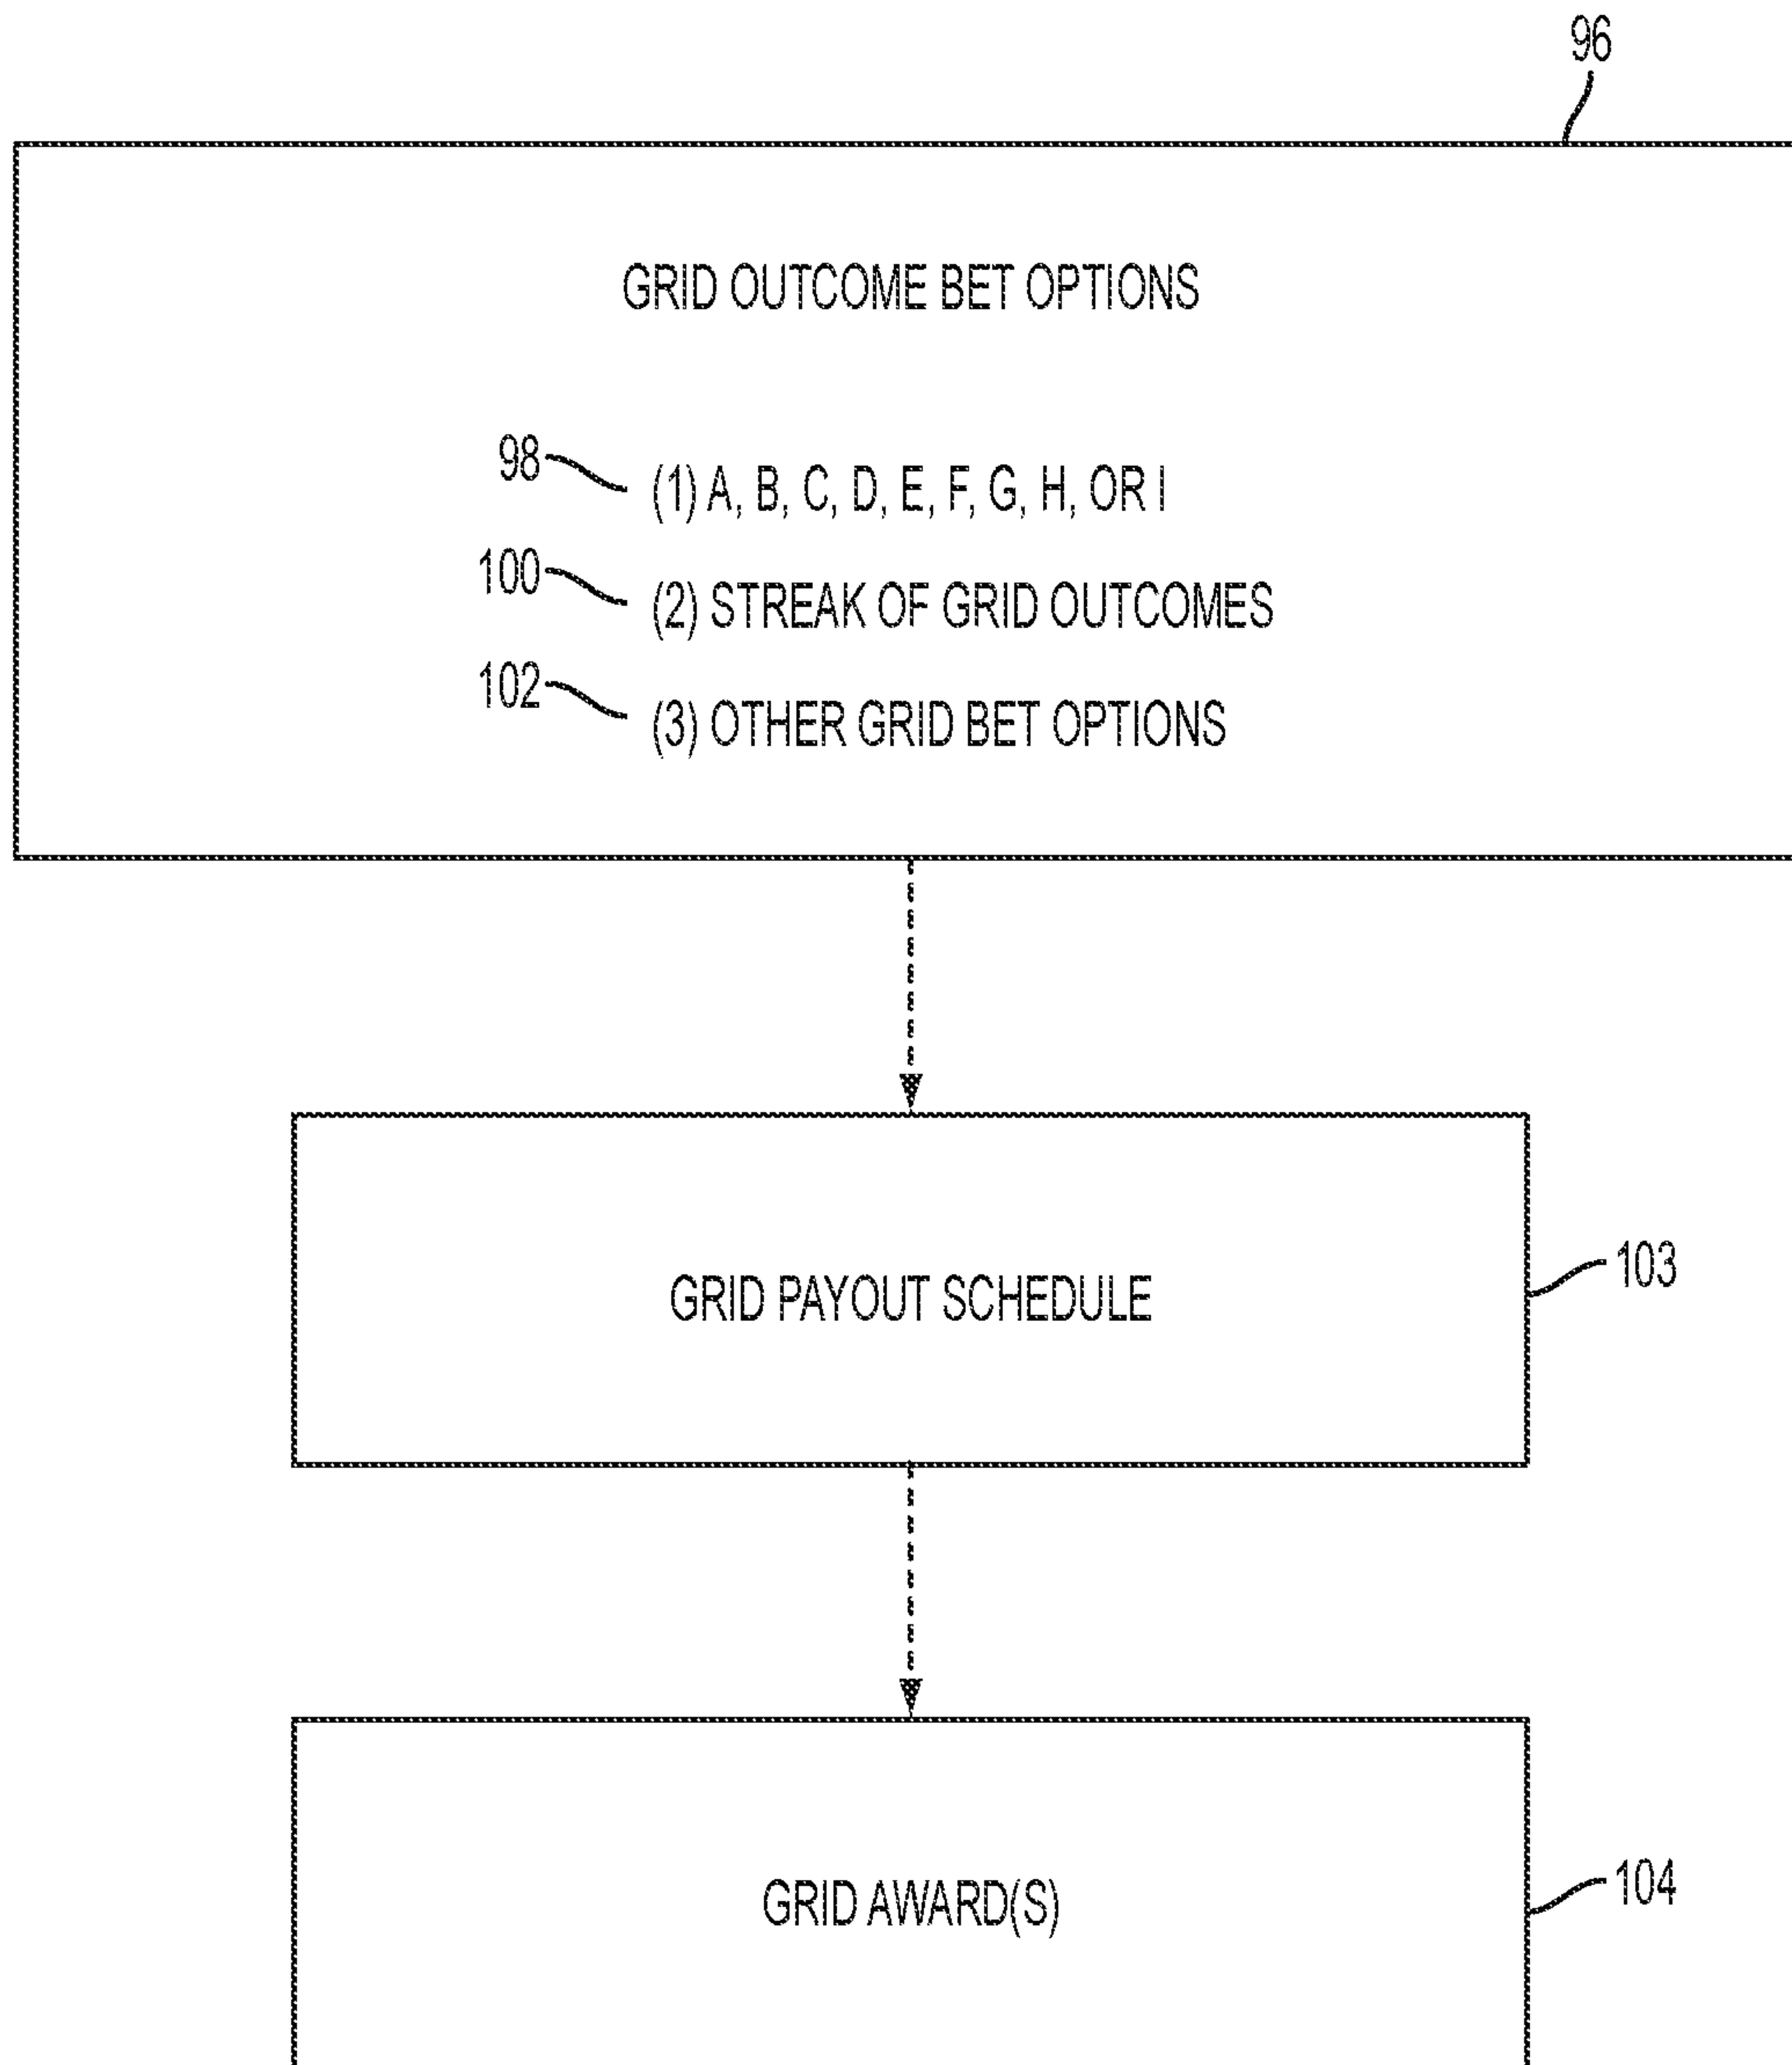 96
GRID OUTCOME BET OPTIONS
98 (1) A, B, C, D, E, F, G, H, OR I
100 (2) STREAK OF GRID OUTCOMES
102 (3) OTHER GRID BET OPTIONS
GRID PAYOUT SCHEDULE 103
GRID AWARD(S) 104